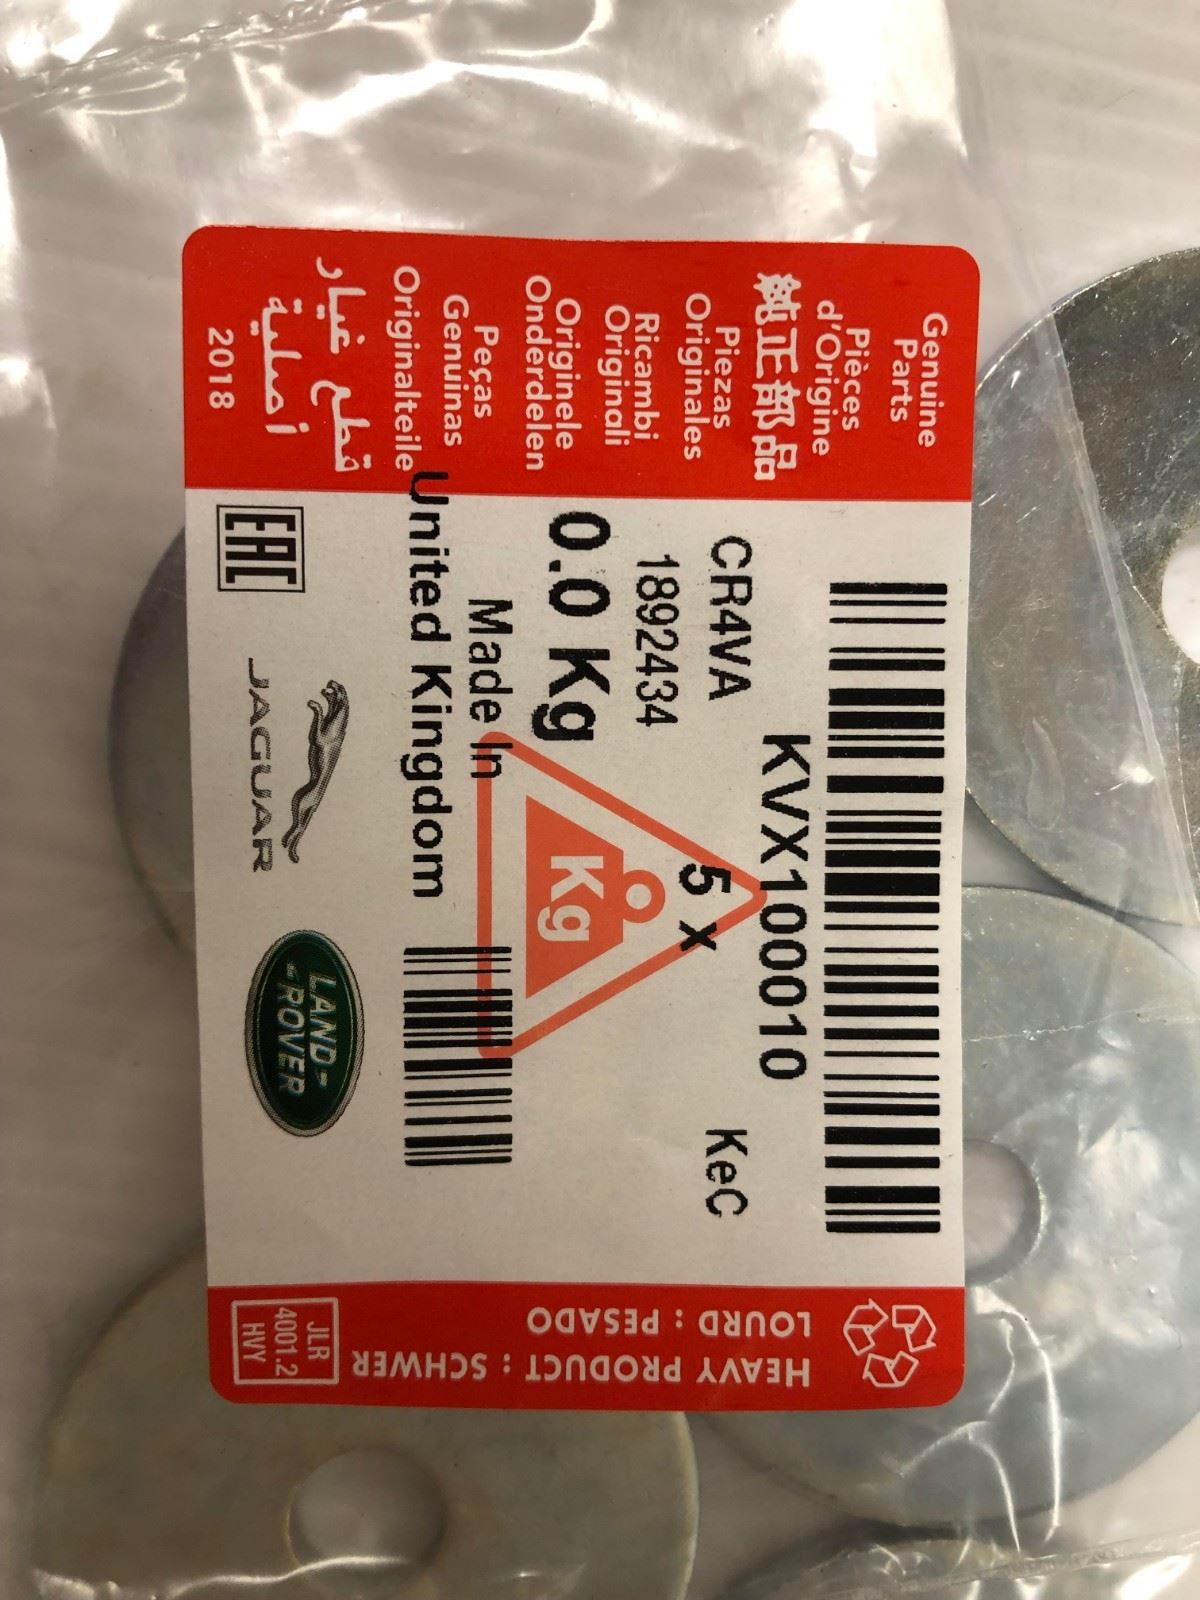 Genuine
Parts
Pièces
d'Origine
純正部品
Piezas
Originales
Ricambi
Originali
Originele
Onderdelen
Peças
Genuinas
Originalteile
قطع غيار
أصلية
2018
KVX100010
CR4VA
5 x
KeC
1892434
0.0 Kg
Kg
Made In
United Kingdom
EAC
JAGUAR
LAND-
-ROVER
HEAVY PRODUCT : SCHWER
LOURD : PESADO
JLR
4001.2
HVY